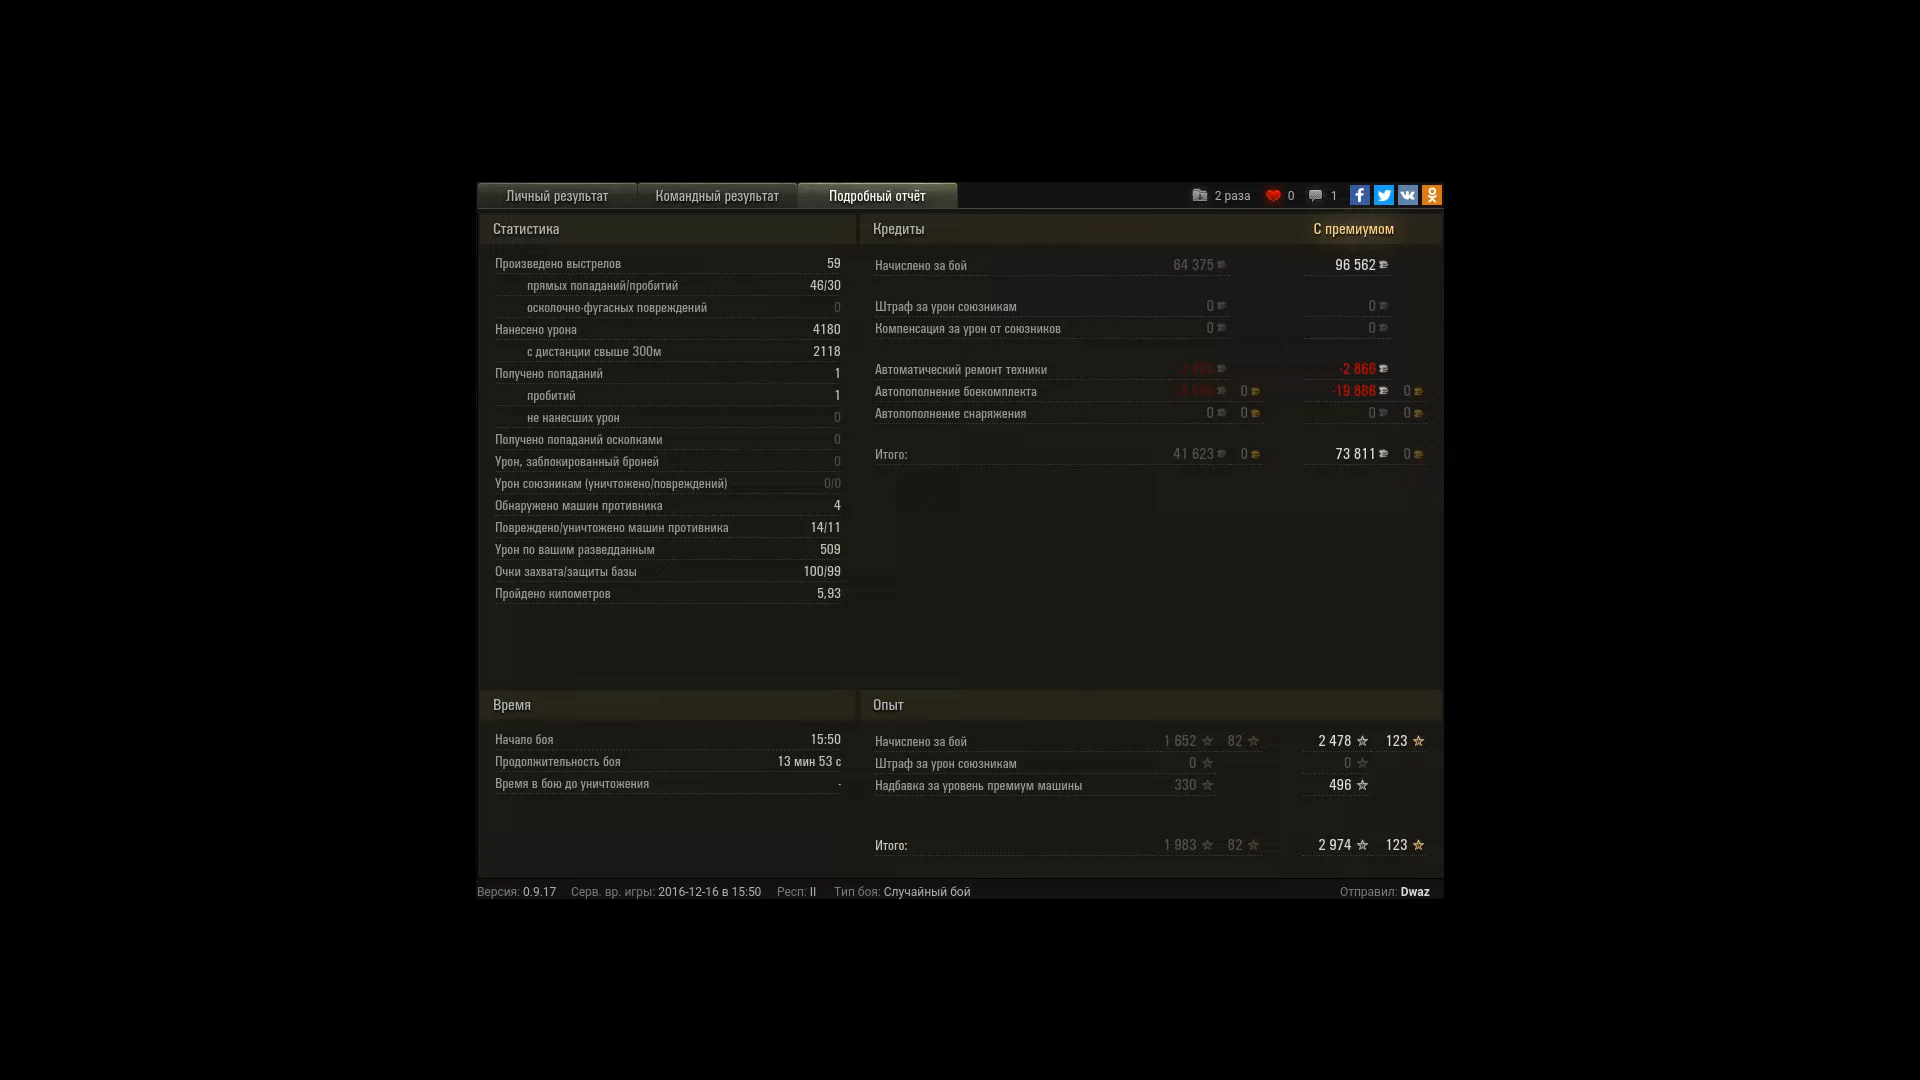 Личный результат Командный результат Подробный отчёт 2 раза 0 1
Статистика
Произведено выстрелов 59
прямых попаданий/пробитий 46/30
осколочно-фугасных повреждений 0
Нанесено урона 4180
с дистанции свыше 300м 2118
Получено попаданий 1
пробитий 1
не нанесших урон 0
Получено попаданий осколками 0
Урон, заблокированный броней 0
Урон союзникам (уничтожено/повреждений) 0/0
Обнаружено машин противника 4
Повреждено/уничтожено машин противника 14/11
Урон по вашим разведданным 509
Очки захвата/защиты базы 100/99
Пройдено километров 5,93
Кредиты С премиумом
Начислено за бой 64 375 96 562
Штраф за урон союзникам 0 0
Компенсация за урон от союзников 0 0
Автоматический ремонт техники -2 866
Автопополнение боекомплекта 0 -19 886 0
Автопополнение снаряжения 0 0 0 0
Итого: 41 623 0 73 811 0
Время
Начало боя 15:50
Продолжительность боя 13 мин 53 с
Время в бою до уничтожения -
Опыт
Начислено за бой 1 652 82 2 478 123
Штраф за урон союзникам 0 0
Надбавка за уровень премиум машины 330 496
Итого: 1 983 82 2 974 123
Версия: 0.9.17 Серв. вр. игры: 2016-12-16 в 15:50 Респ: II Тип боя: Случайный бой Отправил: Dwaz